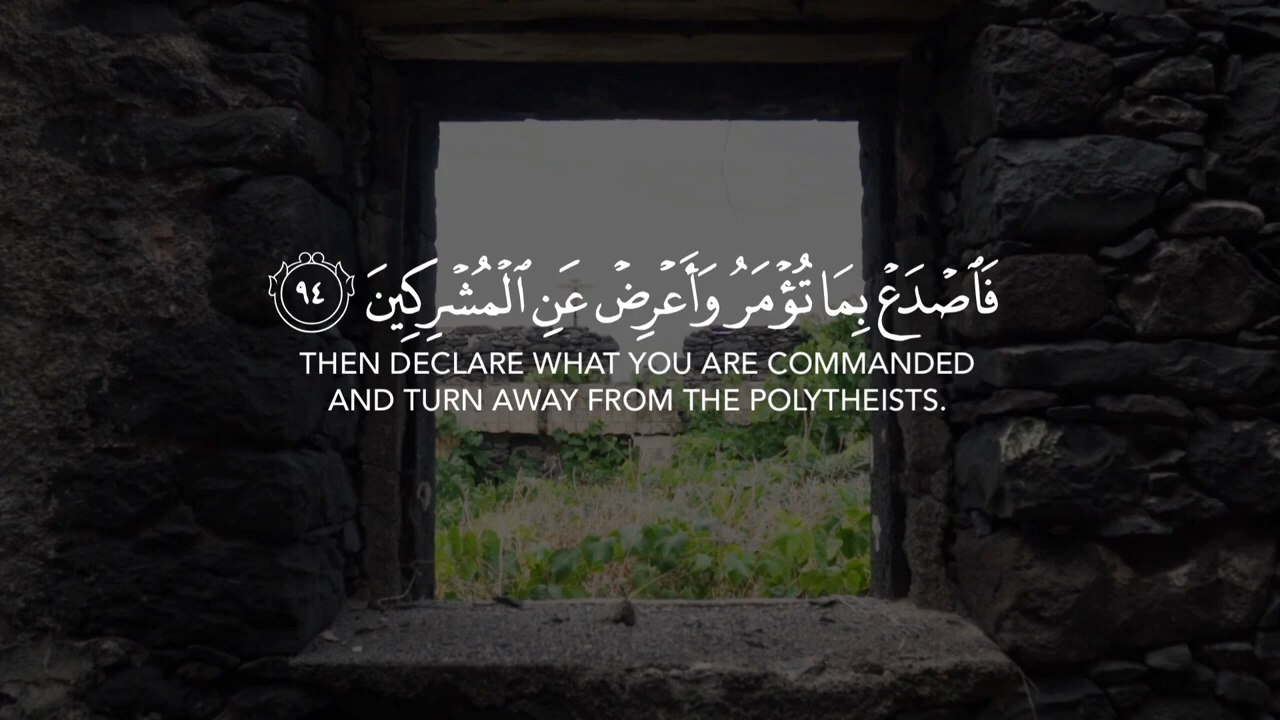 فَٱصْدَعْ بِمَا تُؤْمَرُ وَأَعْرِضْ عَنِ ٱلْمُشْرِكِينَ ٩٤
THEN DECLARE WHAT YOU ARE COMMANDED
AND TURN AWAY FROM THE POLYTHEISTS.